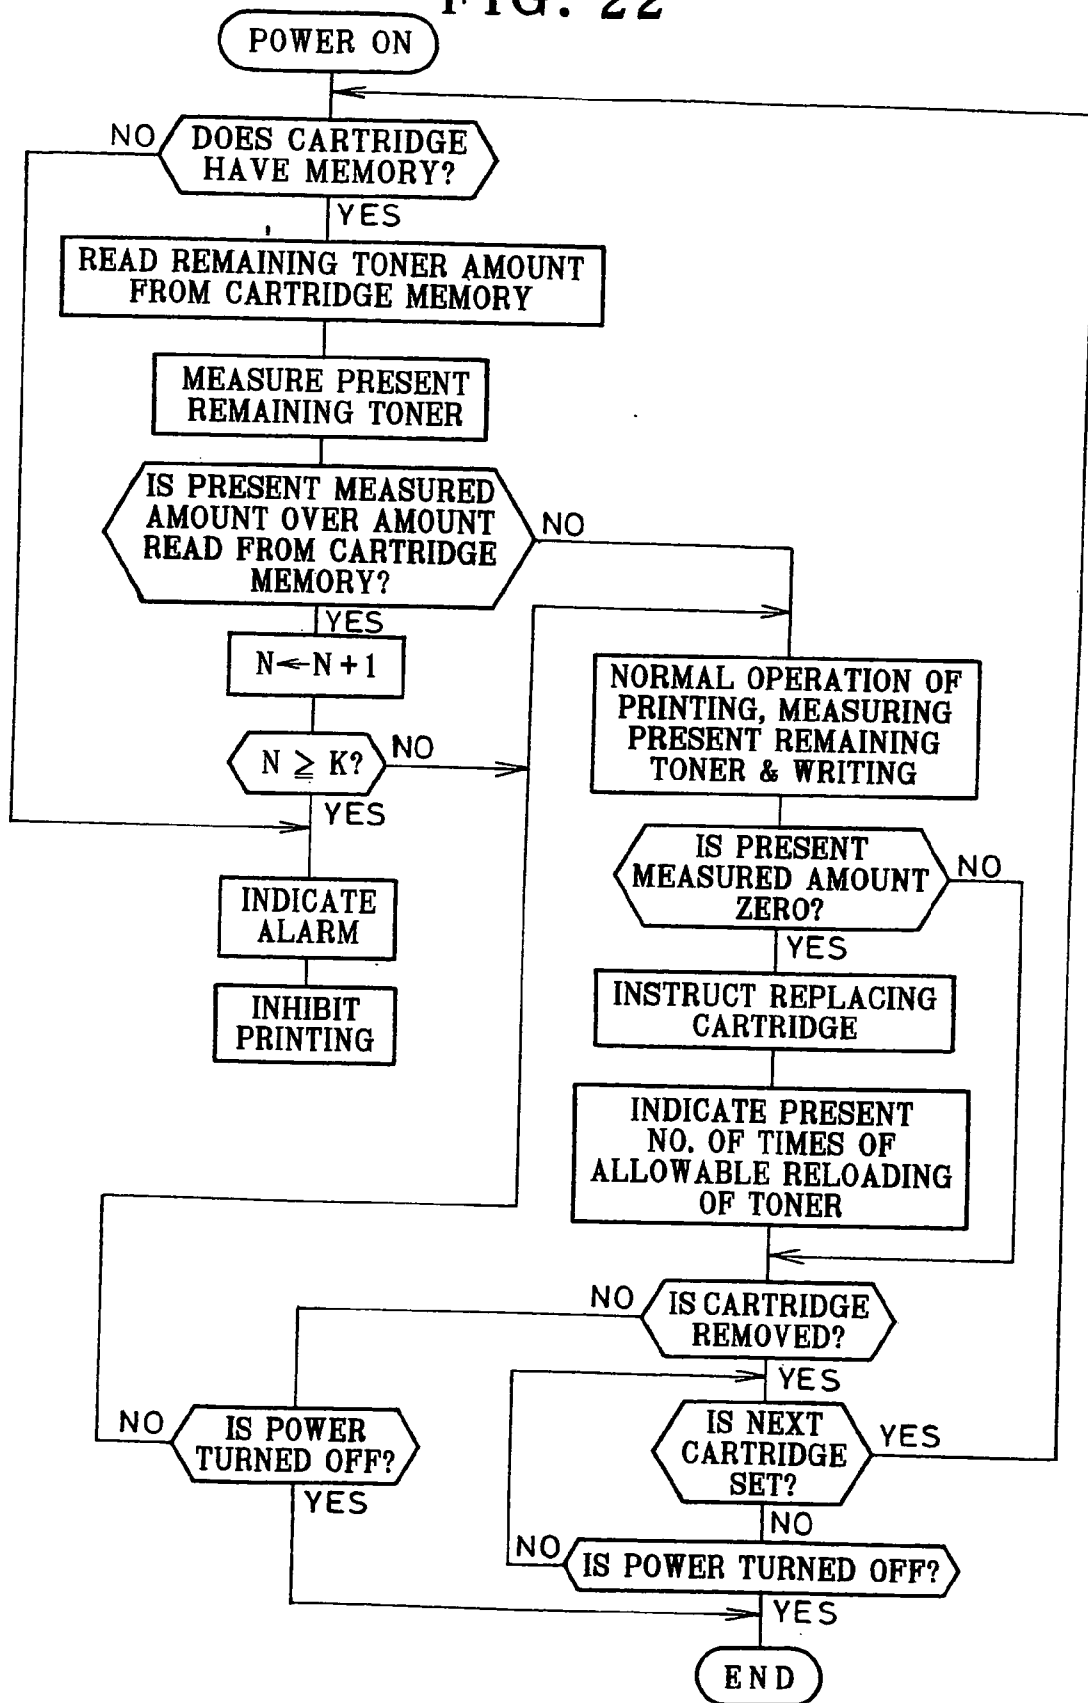 FIG. 22
POWER ON
NO
DOES CARTRIDGE
HAVE MEMORY?
YES
READ REMAINING TONER AMOUNT
FROM CARTRIDGE MEMORY
MEASURE PRESENT
REMAINING TONER
IS PRESENT MEASURED
AMOUNT OVER AMOUNT
READ FROM CARTRIDGE
MEMORY?
NO
YES
N←N+1
N ≧ K?
NO
YES
INDICATE
ALARM
INHIBIT
PRINTING
NORMAL OPERATION OF
PRINTING, MEASURING
PRESENT REMAINING
TONER & WRITING
IS PRESENT
MEASURED AMOUNT
ZERO?
NO
YES
INSTRUCT REPLACING
CARTRIDGE
INDICATE PRESENT
NO. OF TIMES OF
ALLOWABLE RELOADING
OF TONER
NO
IS CARTRIDGE
REMOVED?
YES
NO
IS POWER
TURNED OFF?
YES
IS NEXT
CARTRIDGE
SET?
YES
NO
NO
IS POWER TURNED OFF?
YES
END